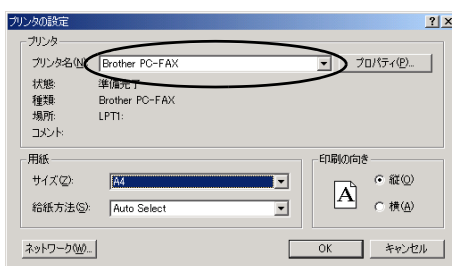 プリンタの設定
プリンタ
プリンタ名(N): Brother PC-FAX プロパティ(P)...
状態: 準備完了
種類: Brother PC-FAX
場所: LPT1:
コメント:
用紙
サイズ(Z): A4
給紙方法(S): Auto Select
印刷の向き
A
縦(O)
横(A)
ネットワーク(W)... OK キャンセル